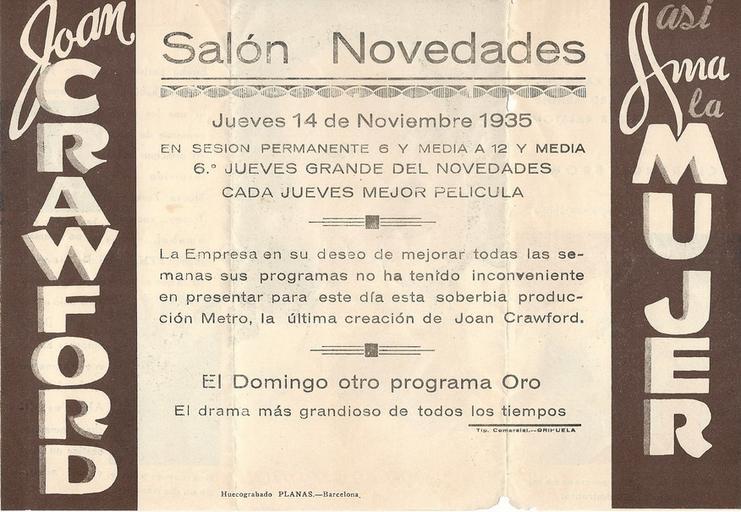 Joan
CRAWFORD
Salón Novedades
Jueves 14 de Noviembre 1935
EN SESION PERMANENTE 6 Y MEDIA A 12 Y MEDIA
6.º JUEVES GRANDE DEL NOVEDADES
CADA JUEVES MEJOR PELICULA
La Empresa en su deseo de mejorar todas las se-
manas sus programas no ha tenido inconveniente
en presentar para este día esta soberbia produc-
ción Metro, la última creación de Joan Crawford.
El Domingo otro programa Oro
El drama más grandioso de todos los tiempos
Tip. Comercial.—ORIHUELA
Huecograbado PLANAS.—Barcelona.
así
Ama
la
MUJER